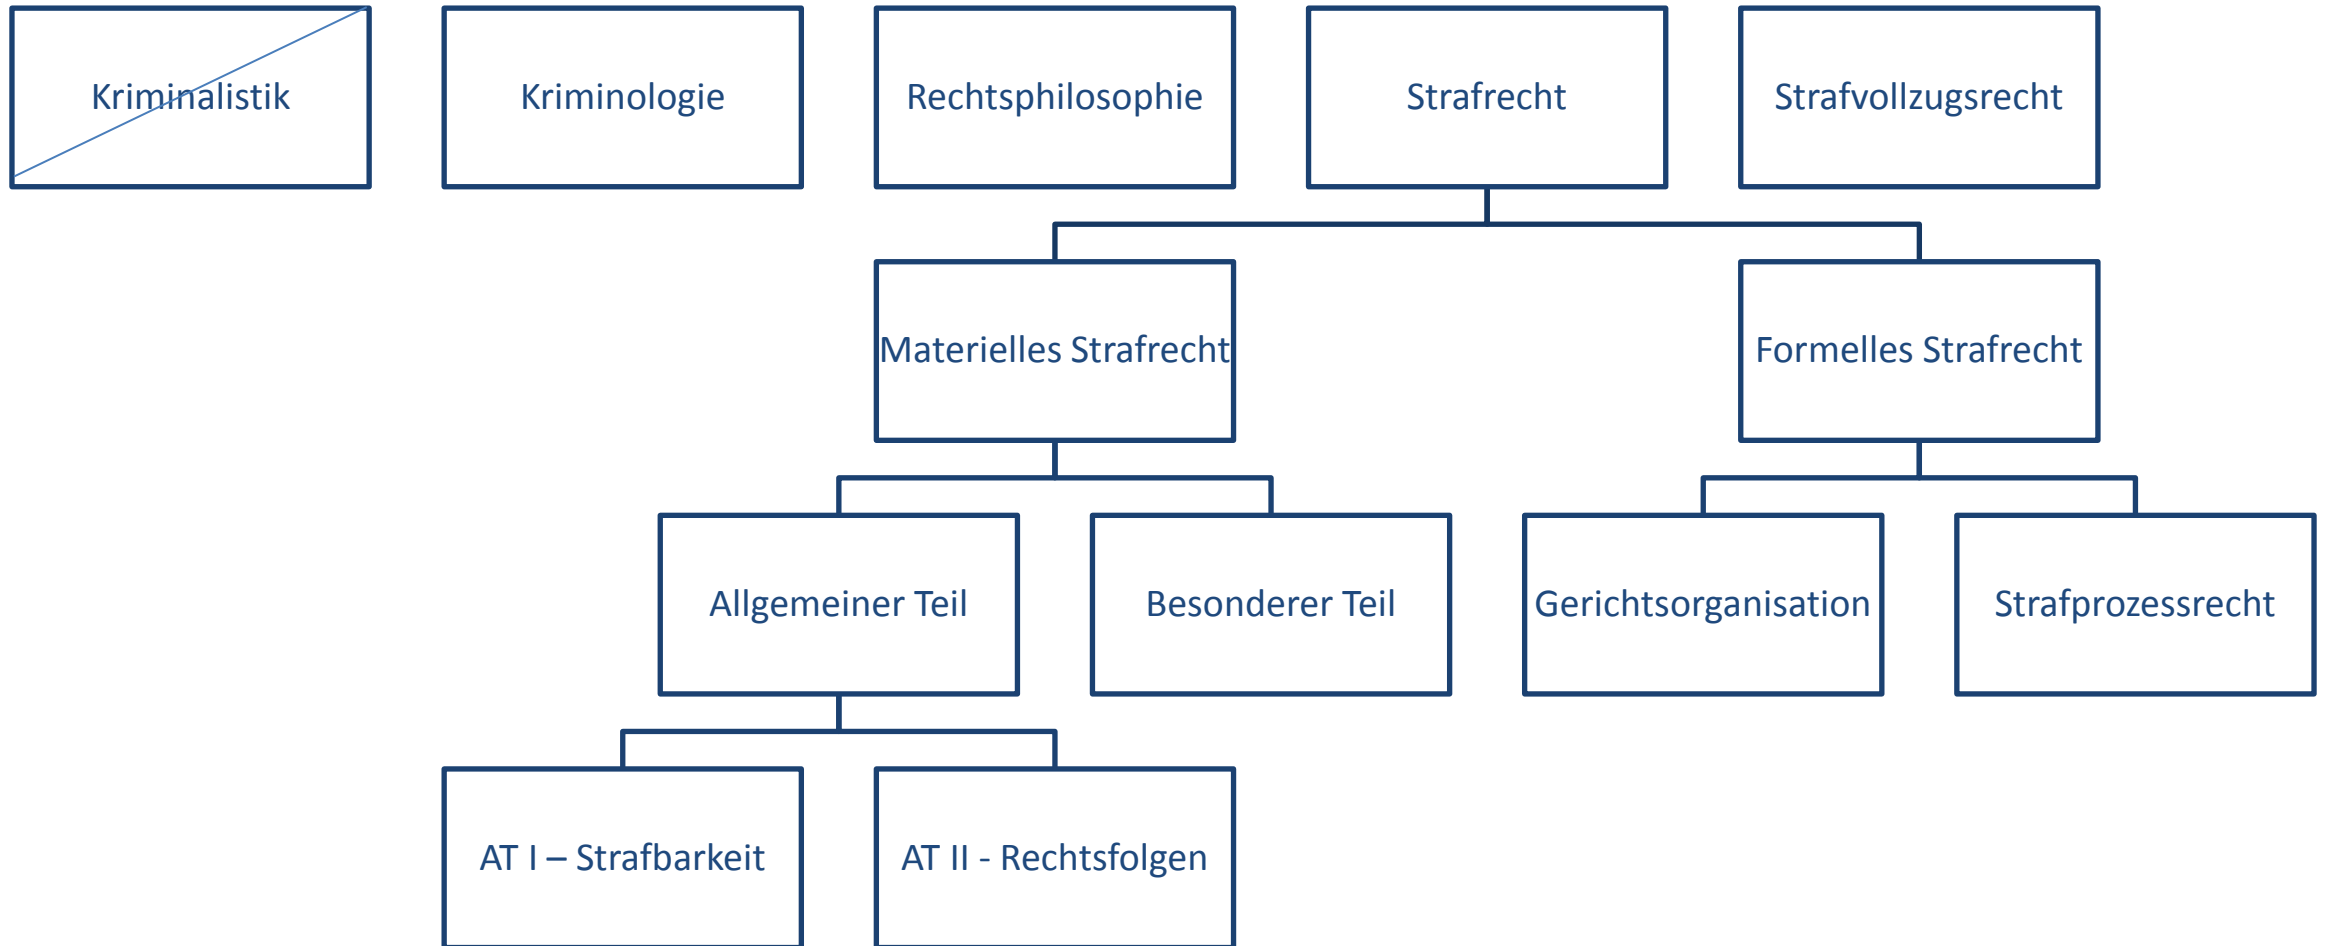 Kriminalistik
Kriminologie
Rechtsphilosophie
Strafrecht
Strafvollzugsrecht
Materielles Strafrecht
Formelles Strafrecht
Allgemeiner Teil
Besonderer Teil
Gerichtsorganisation
Strafprozessrecht
AT I – Strafbarkeit
AT II - Rechtsfolgen